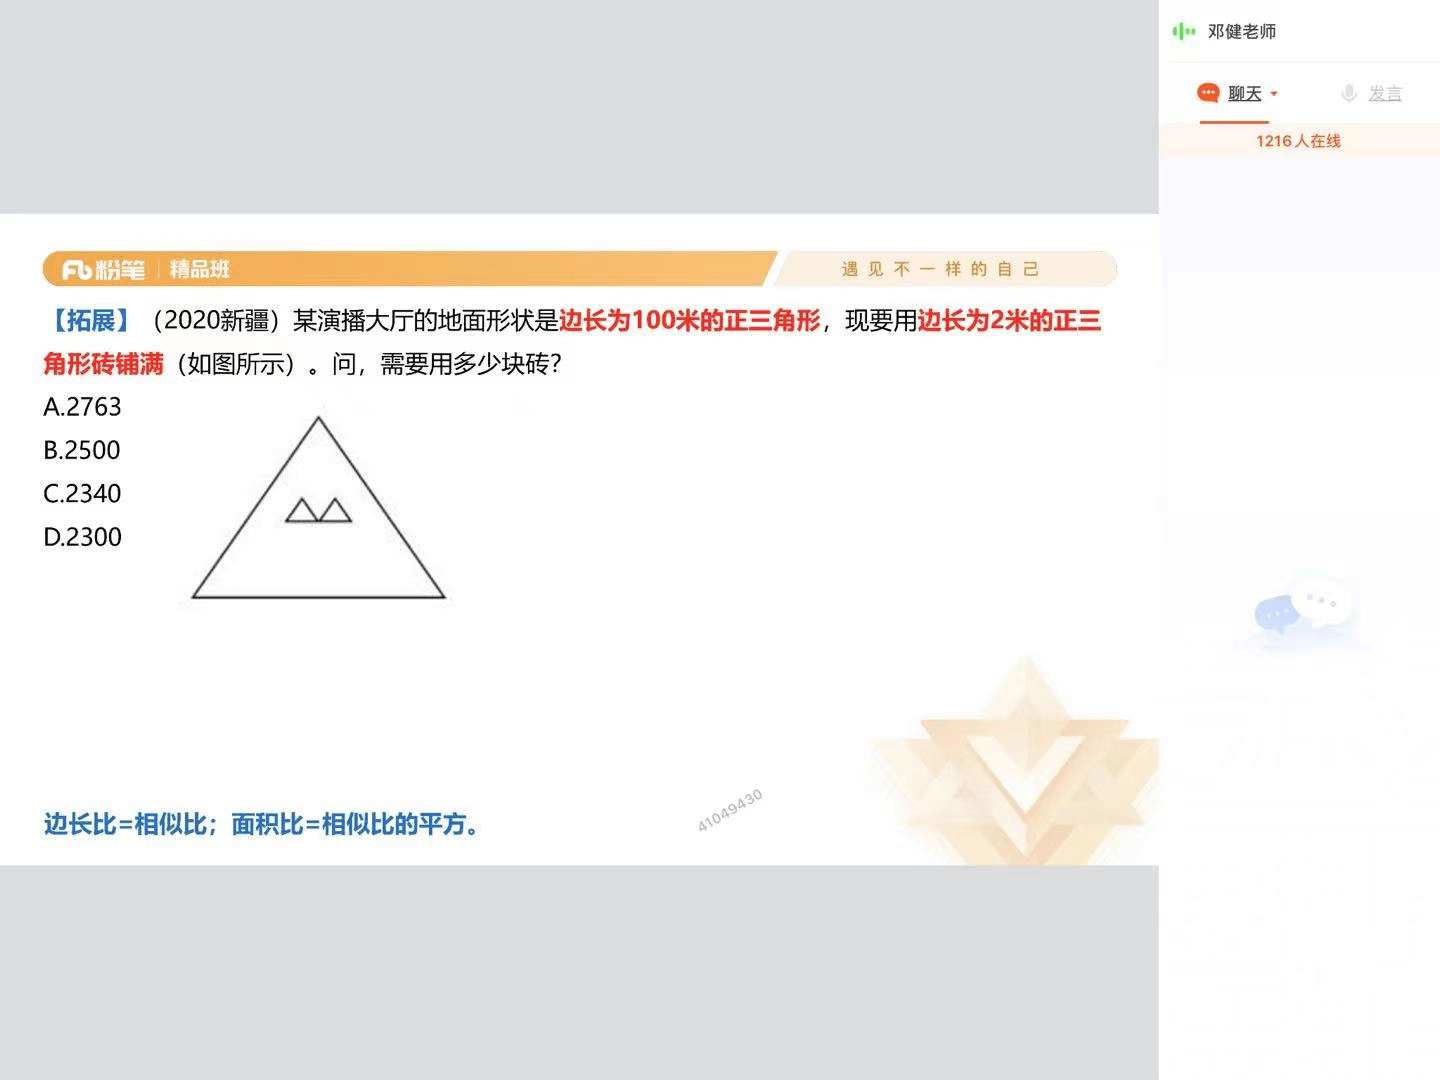 邓健老师
聊天
发言
1216人在线
粉笔 精品班
遇见不一样的自己
【拓展】（2020新疆）某演播大厅的地面形状是边长为100米的正三角形，现要用边长为2米的正三
角形砖铺满（如图所示）。问，需要用多少块砖？
A.2763
B.2500
C.2340
D.2300
边长比=相似比；面积比=相似比的平方。
41049430